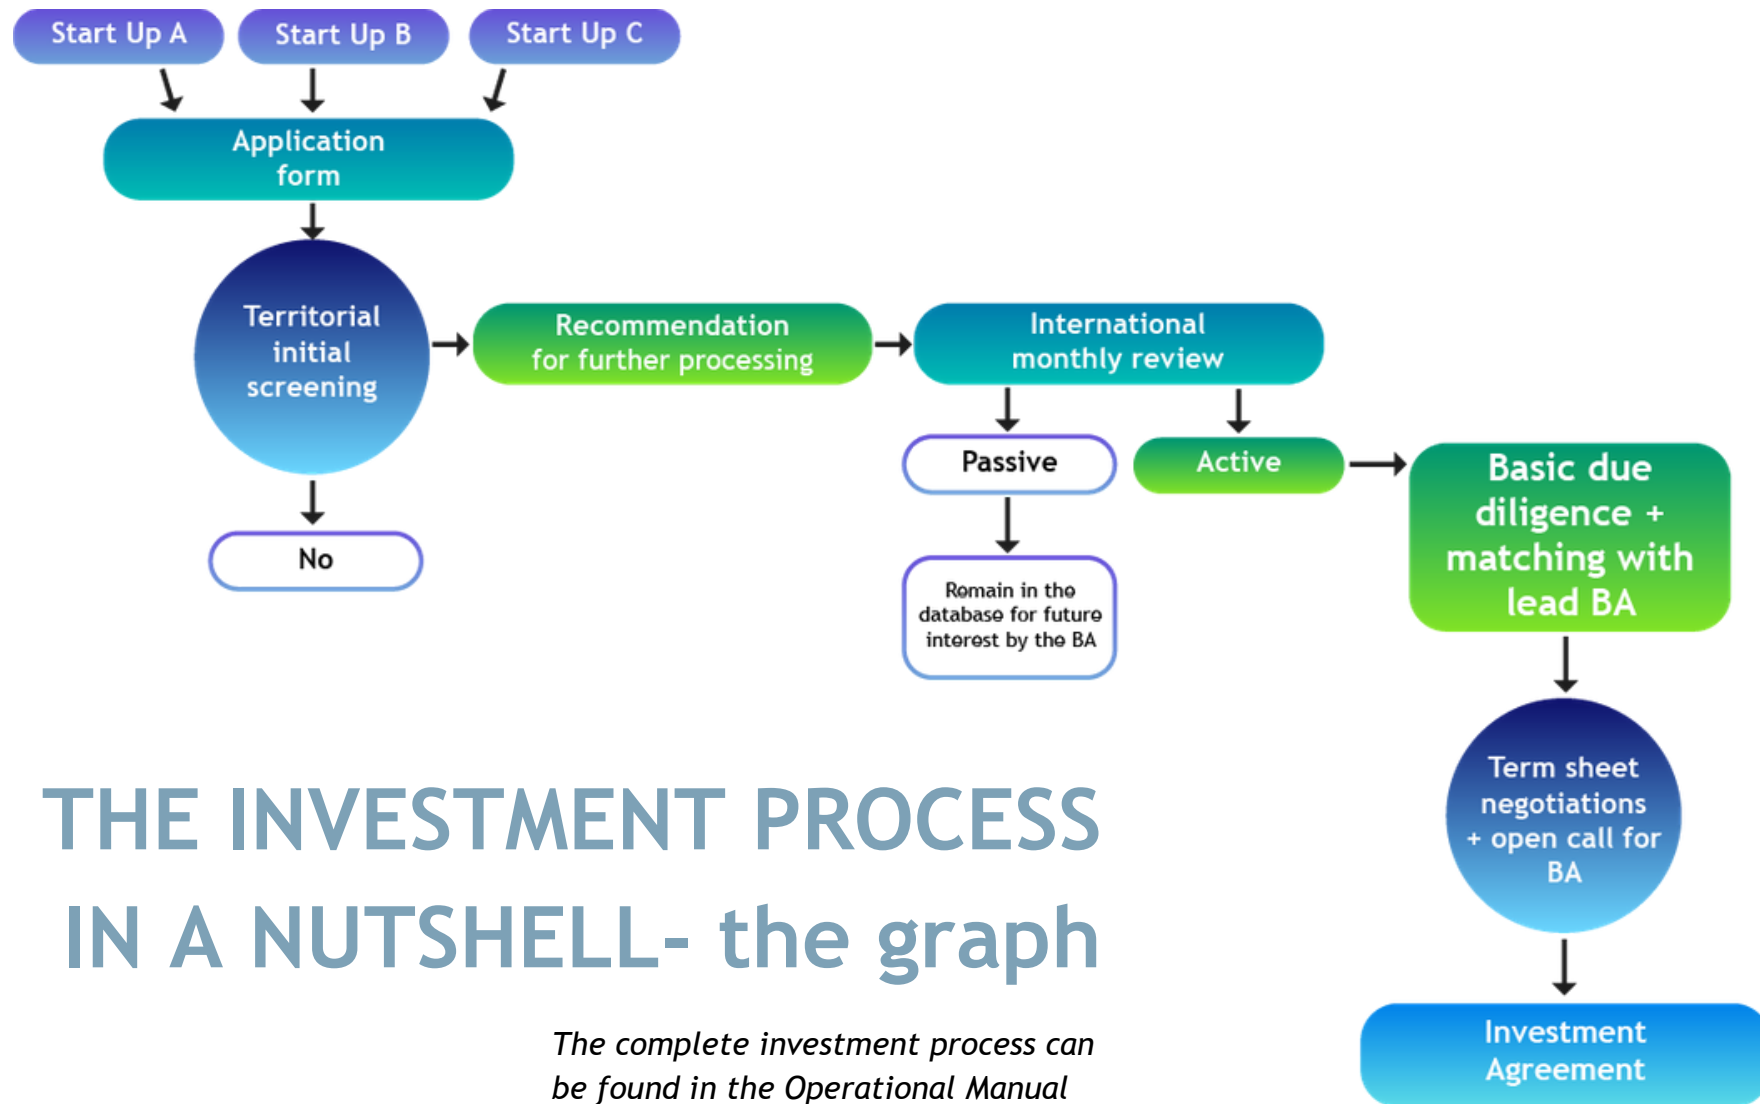 Start Up A
Start Up B
Start Up C
Application
form
Territorial
initial
screening
Recommendation
for further processing
International
monthly review
No
Passive
Active
Remain in the
database for future
interest by the BA
Basic due
diligence +
matching with
lead BA
Term sheet
negotiations
+ open call for
BA
Investment
Agreement
THE INVESTMENT PROCESS
IN A NUTSHELL- the graph
The complete investment process can
be found in the Operational Manual